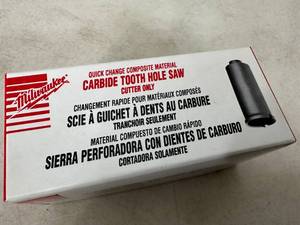 Milwaukee
QUICK CHANGE COMPOSITE MATERIAL
CARBIDE TOOTH HOLE SAW
CUTTER ONLY
CHANGEMENT RAPIDE POUR MATÉRIAUX COMPOSÉS
SCIE À GUICHET À DENTS AU CARBURE
TRANCHOIR SEULEMENT
MATERIAL COMPUESTO DE CAMBIO RÁPIDO
SIERRA PERFORADORA CON DIENTES DE CARBURO
CORTADORA SOLAMENTE